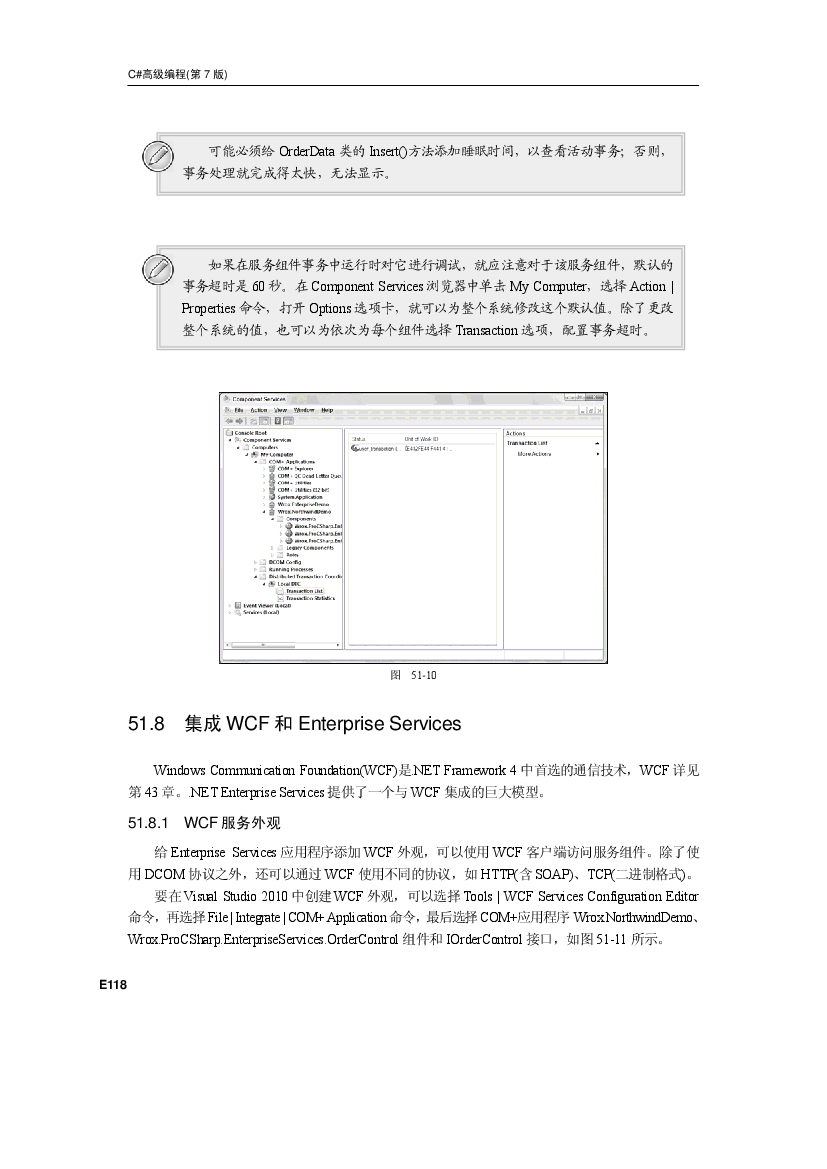 C#高级编程(第 7 版)
可能必须给 OrderData 类的 Insert()方法添加睡眠时间，以查看活动事务；否则，
事务处理就完成得太快，无法显示。
如果在服务组件事务中运行时对它进行调试，就应注意对于该服务组件，默认的
事务超时是 60 秒。在 Component Services 浏览器中单击 My Computer，选择 Action |
Properties 命令，打开 Options 选项卡，就可以为整个系统修改这个默认值。除了更改
整个系统的值，也可以为依次为每个组件选择 Transaction 选项，配置事务超时。
Component Services
File Action View Window Help
Console Root
Component Services
Computers
My Computer
COM+ Applications
COM+ Explorer
COM+ QC Dead Letter Queu
COM+ Utilities
COM+ Utilities (32 bit)
System Application
Wrox.EnterpriseDemo
Wrox.NorthwindDemo
Components
Wrox.ProCSharp.Ent
Wrox.ProCSharp.Ent
Wrox.ProCSharp.Ent
Legacy Components
Roles
DCOM Config
Running Processes
Distributed Transaction Coordin
Local DTC
Transaction List
Transaction Statistics
Event Viewer (Local)
Services (Local)
Status Unit of Work ID
user_transaction (...
Actions
Transaction List
More Actions
图 51-10
51.8 集成 WCF 和 Enterprise Services
Windows Communication Foundation(WCF)是.NET Framework 4 中首选的通信技术，WCF 详见
第 43 章。.NET Enterprise Services 提供了一个与 WCF 集成的巨大模型。
51.8.1 WCF 服务外观
给 Enterprise Services 应用程序添加 WCF 外观，可以使用 WCF 客户端访问服务组件。除了使
用 DCOM 协议之外，还可以通过 WCF 使用不同的协议，如 HTTP(含 SOAP)、TCP(二进制格式)。
要在 Visual Studio 2010 中创建 WCF 外观，可以选择 Tools | WCF Services Configuration Editor
命令，再选择 File | Integrate | COM+ Application 命令，最后选择 COM+应用程序 Wrox.NorthwindDemo、
Wrox.ProCSharp.EnterpriseServices.OrderControl 组件和 IOrderControl 接口，如图 51-11 所示。
E118